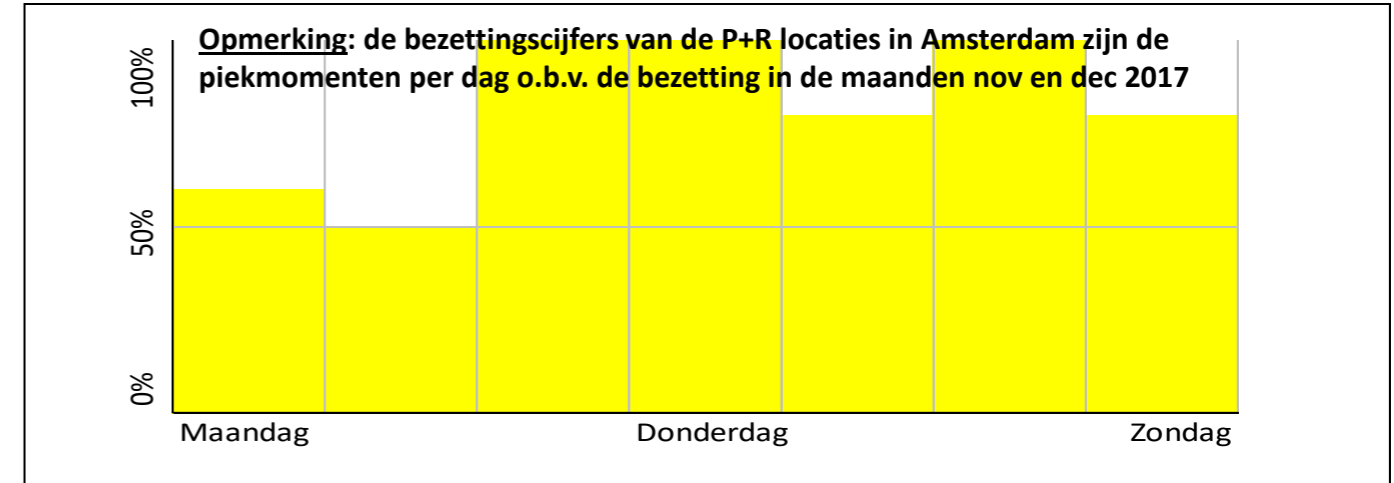 Opmerking: de bezettingscijfers van de P+R locaties in Amsterdam zijn de
piekmomenten per dag o.b.v. de bezetting in de maanden nov en dec 2017
100%
50%
0%
Maandag Donderdag Zondag